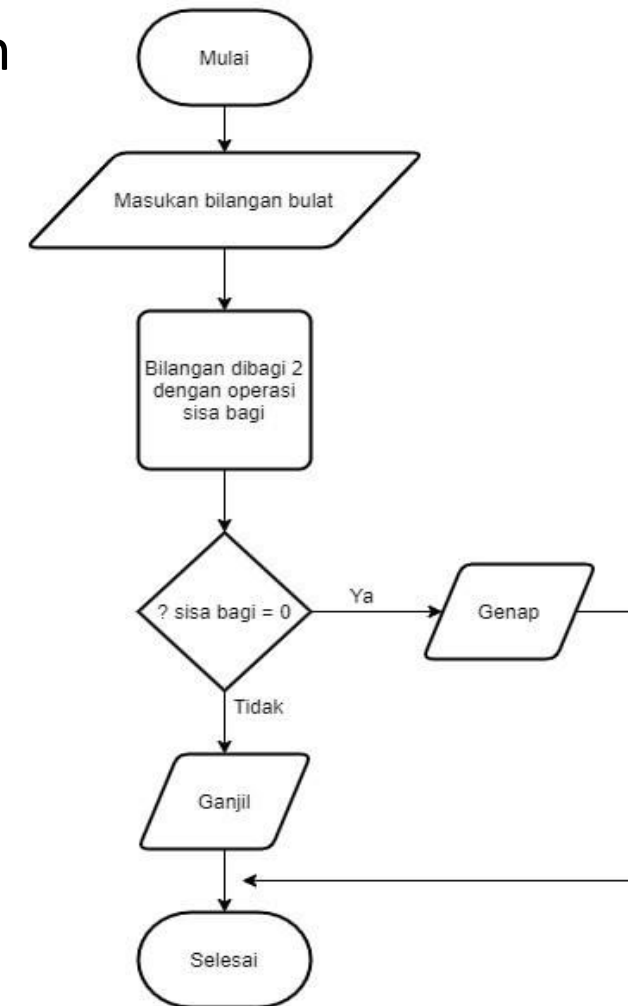 n
Mulai
Masukan bilangan bulat
Bilangan dibagi 2
dengan operasi
sisa bagi
? sisa bagi = 0
Ya
Genap
Tidak
Ganjil
Selesai